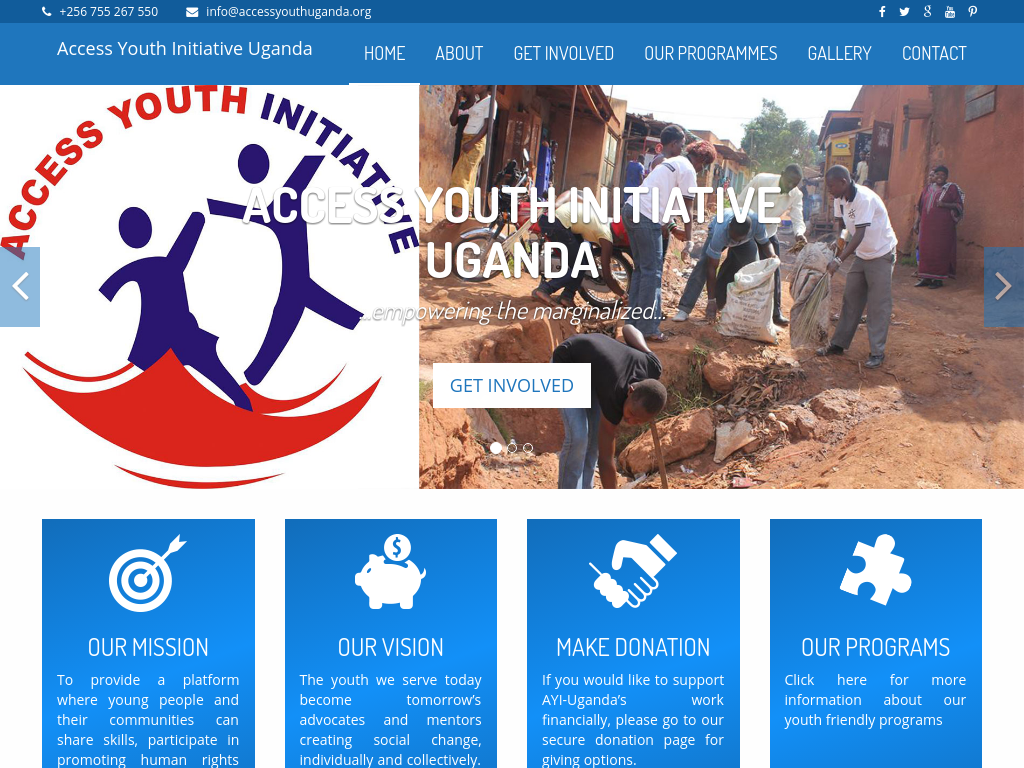 +256 755 267 550 info@accessyouthuganda.org
Access Youth Initiative Uganda
HOME ABOUT GET INVOLVED OUR PROGRAMMES GALLERY CONTACT
ACCESS YOUTH INITIATIVE
ACCESS YOUTH INITIATIVE
UGANDA
...empowering the marginalized...
GET INVOLVED
OUR MISSION
To provide a platform
where young people and
their communities can
share skills, participate in
promoting human rights
OUR VISION
The youth we serve today
become tomorrow's
advocates and mentors
creating social change,
individually and collectively.
MAKE DONATION
If you would like to support
AYI-Uganda's work
financially, please go to our
secure donation page for
giving options.
OUR PROGRAMS
Click here for more
information about our
youth friendly programs